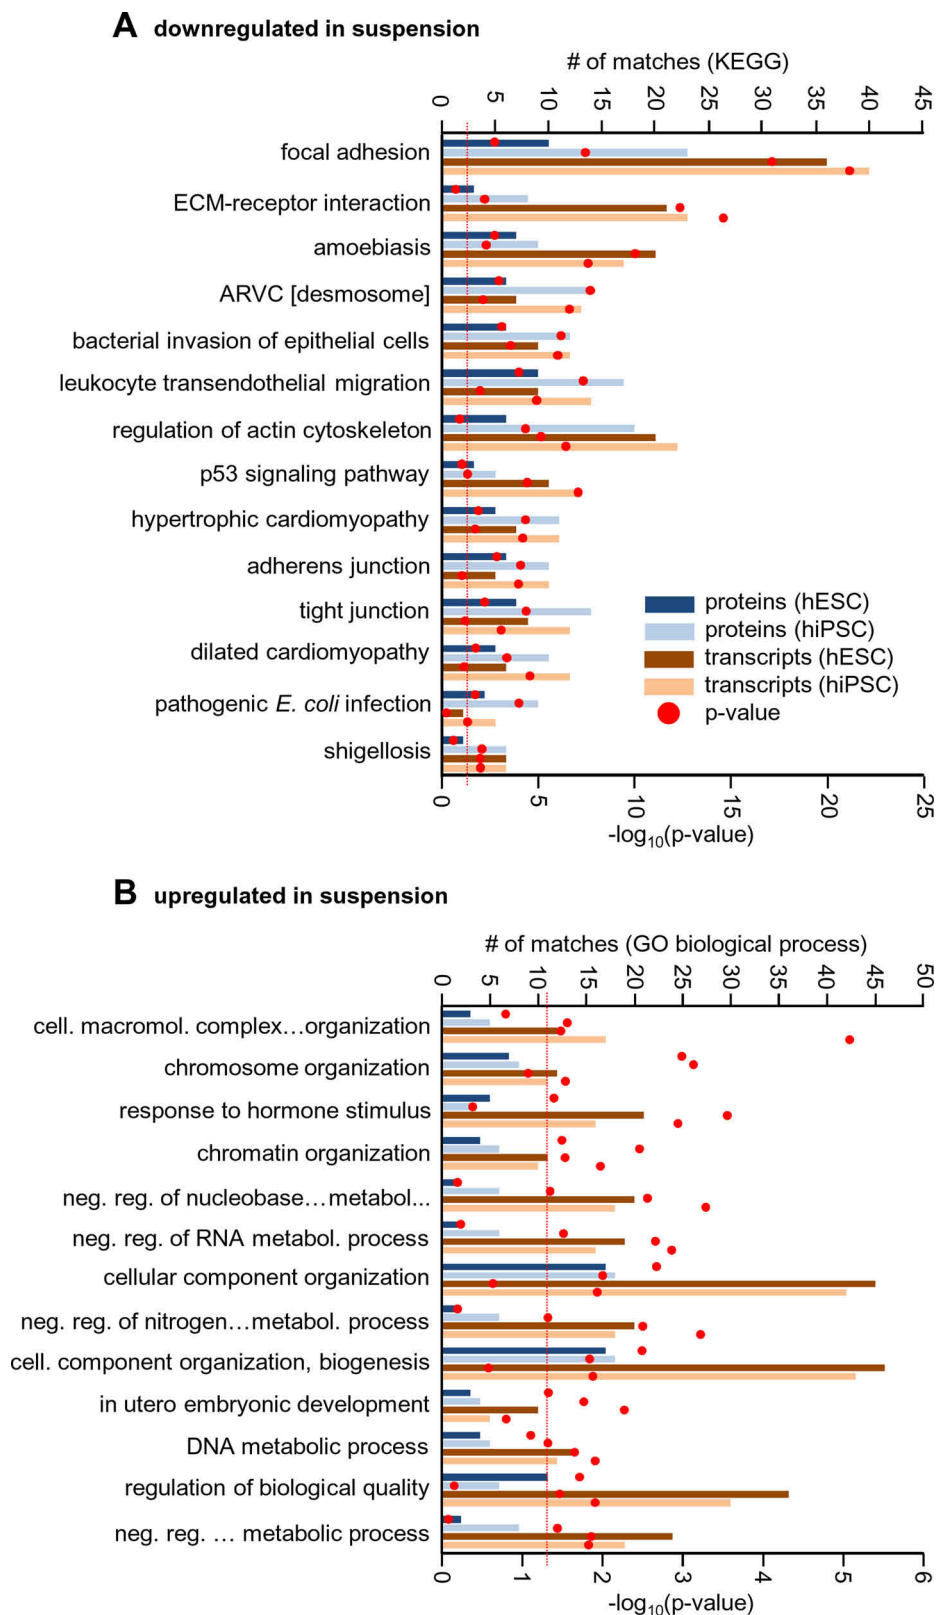 A downregulated in suspension
# of matches (KEGG)
0 5 10 15 20 25 30 35 40 45
focal adhesion
ECM-receptor interaction
amoebiasis
ARVC [desmosome]
bacterial invasion of epithelial cells
leukocyte transendothelial migration
regulation of actin cytoskeleton
p53 signaling pathway
hypertrophic cardiomyopathy
adherens junction
tight junction
dilated cardiomyopathy
pathogenic E. coli infection
shigellosis
proteins (hESC)
proteins (hiPSC)
transcripts (hESC)
transcripts (hiPSC)
p-value
0 5 10 15 20 25
-log10(p-value)
B upregulated in suspension
# of matches (GO biological process)
0 5 10 15 20 25 30 35 40 45 50
cell. macromol. complex…organization
chromosome organization
response to hormone stimulus
chromatin organization
neg. reg. of nucleobase…metabol...
neg. reg. of RNA metabol. process
cellular component organization
neg. reg. of nitrogen…metabol. process
cell. component organization, biogenesis
in utero embryonic development
DNA metabolic process
regulation of biological quality
neg. reg. … metabolic process
0 1 2 3 4 5 6
-log10(p-value)